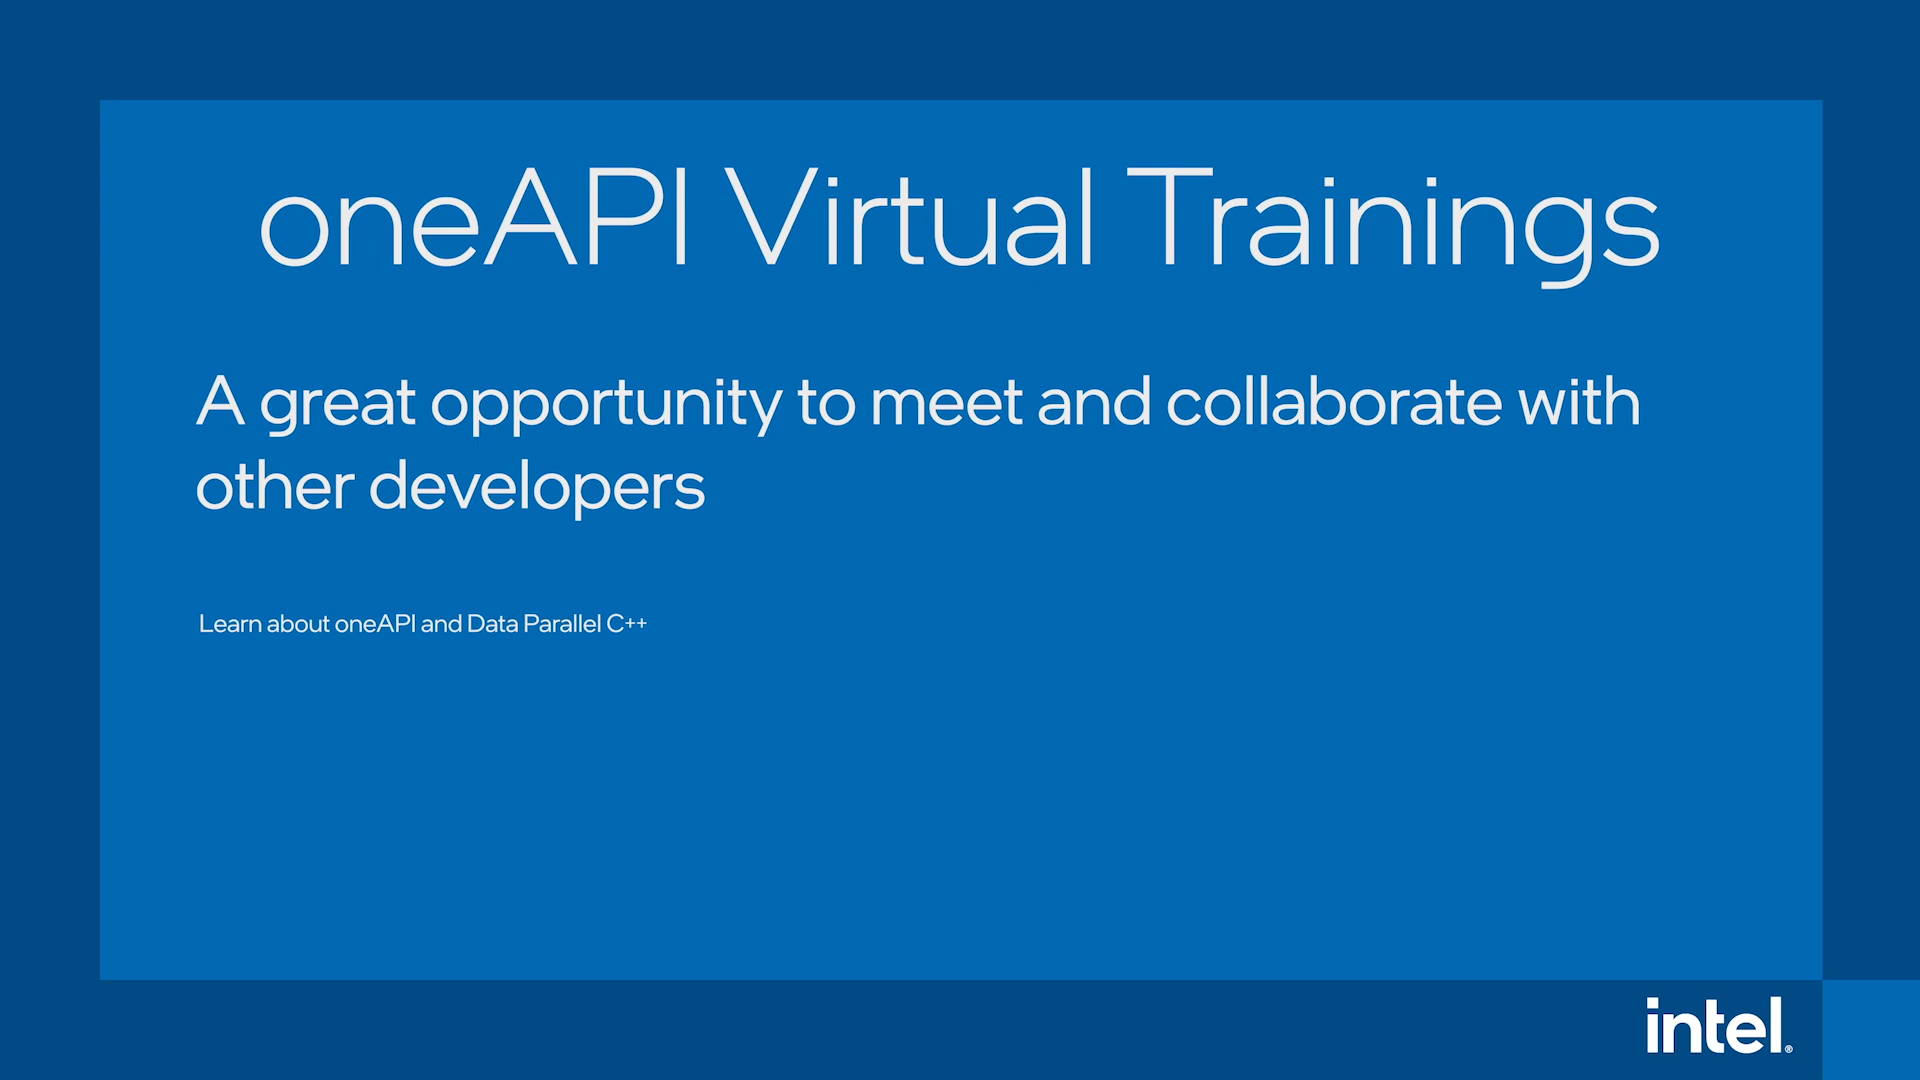 oneAPI Virtual Trainings
A great opportunity to meet and collaborate with
other developers
Learn about oneAPI and Data Parallel C++
intel®